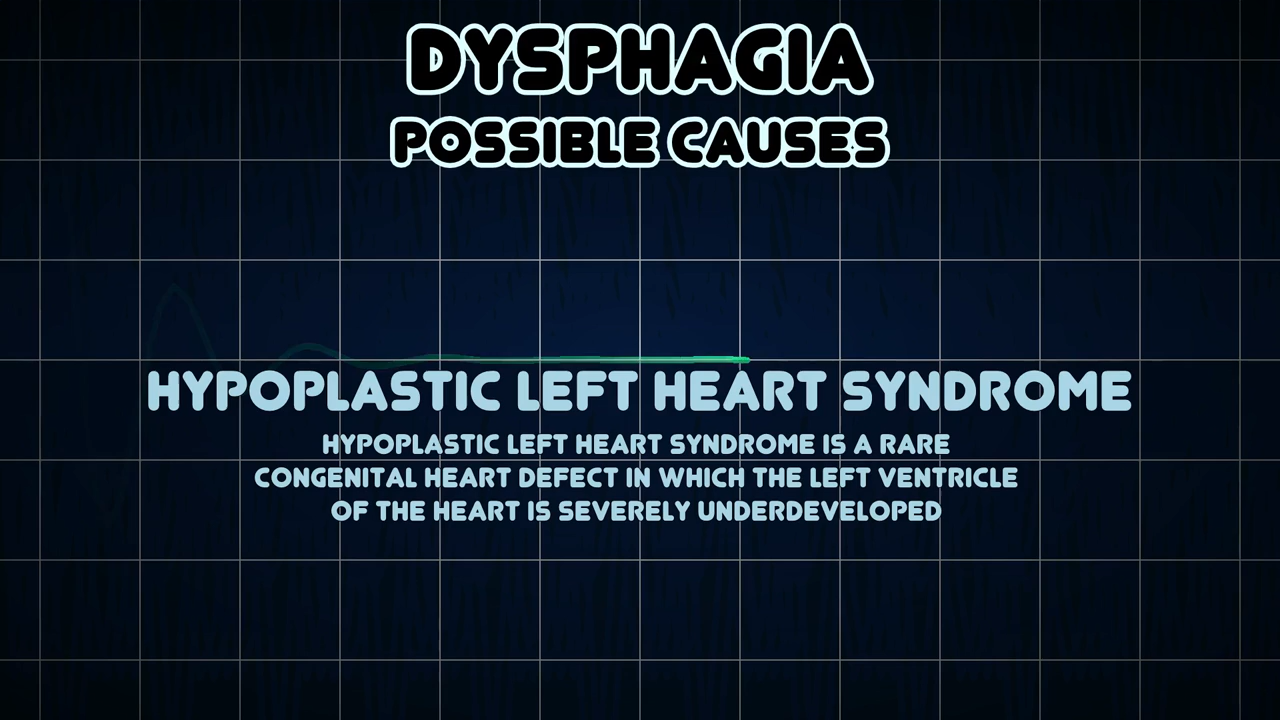 DYSPHAGIA
POSSIBLE CAUSES
HYPOPLASTIC LEFT HEART SYNDROME
HYPOPLASTIC LEFT HEART SYNDROME IS A RARE
CONGENITAL HEART DEFECT IN WHICH THE LEFT VENTRICLE
OF THE HEART IS SEVERELY UNDERDEVELOPED